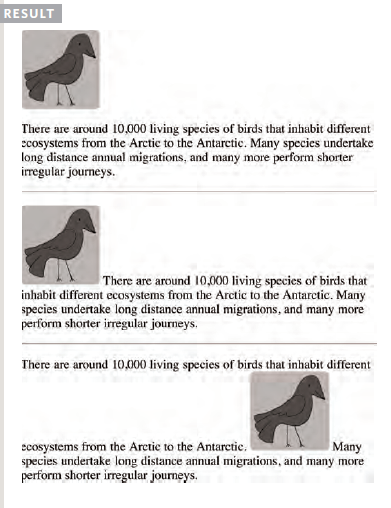 RESULT
There are around 10,000 living species of birds that inhabit different
ecosystems from the Arctic to the Antarctic. Many species undertake
long distance annual migrations, and many more perform shorter
irregular journeys.
There are around 10,000 living species of birds that
inhabit different ecosystems from the Arctic to the Antarctic. Many
species undertake long distance annual migrations, and many more
perform shorter irregular journeys.
There are around 10,000 living species of birds that inhabit different
ecosystems from the Arctic to the Antarctic. Many
species undertake long distance annual migrations, and many more
perform shorter irregular journeys.